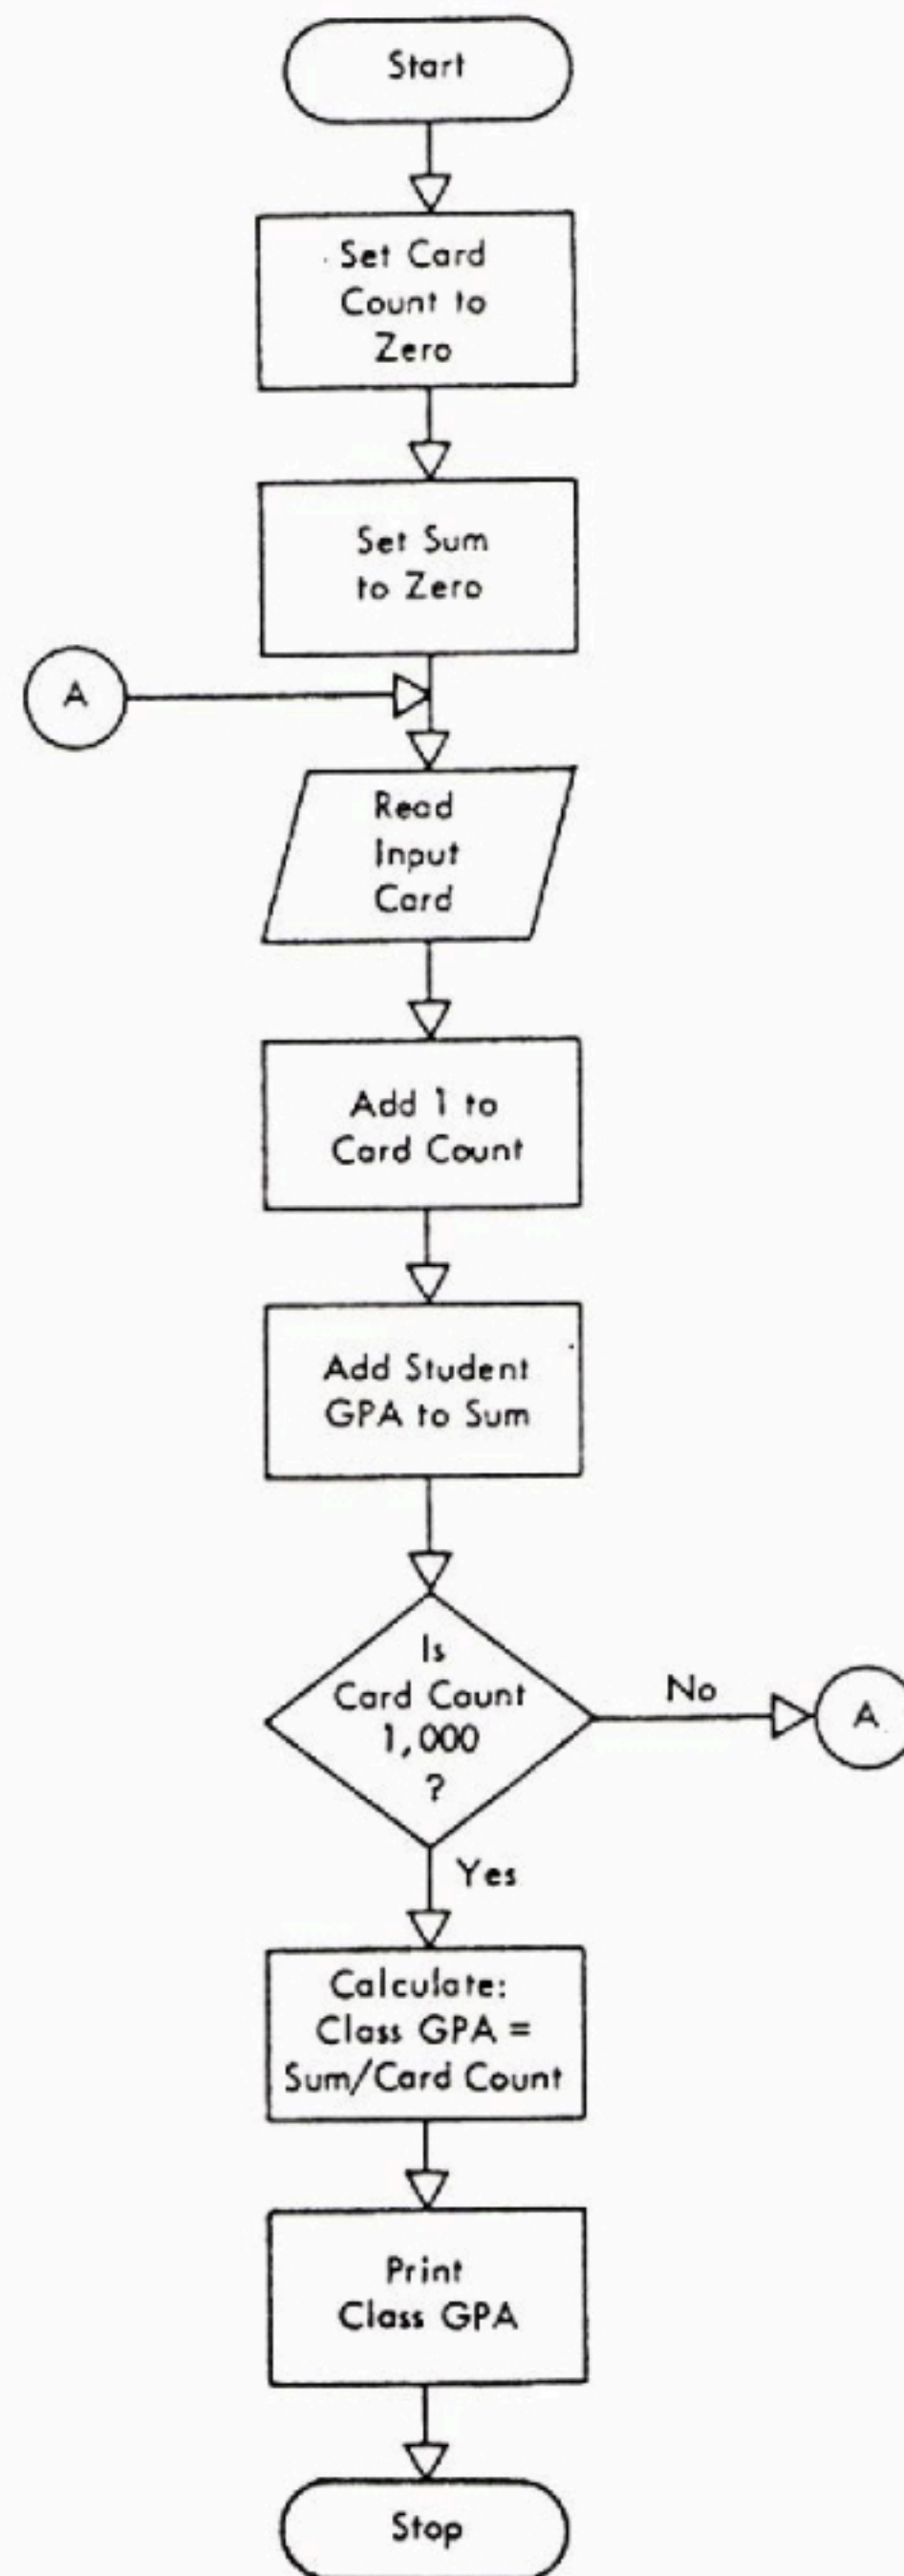 Start
Set Card
Count to
Zero
Set Sum
to Zero
A
Read
Input
Card
Add 1 to
Card Count
Add Student
GPA to Sum
Is
Card Count
1,000
?
No
A
Yes
Calculate:
Class GPA =
Sum/Card Count
Print
Class GPA
Stop